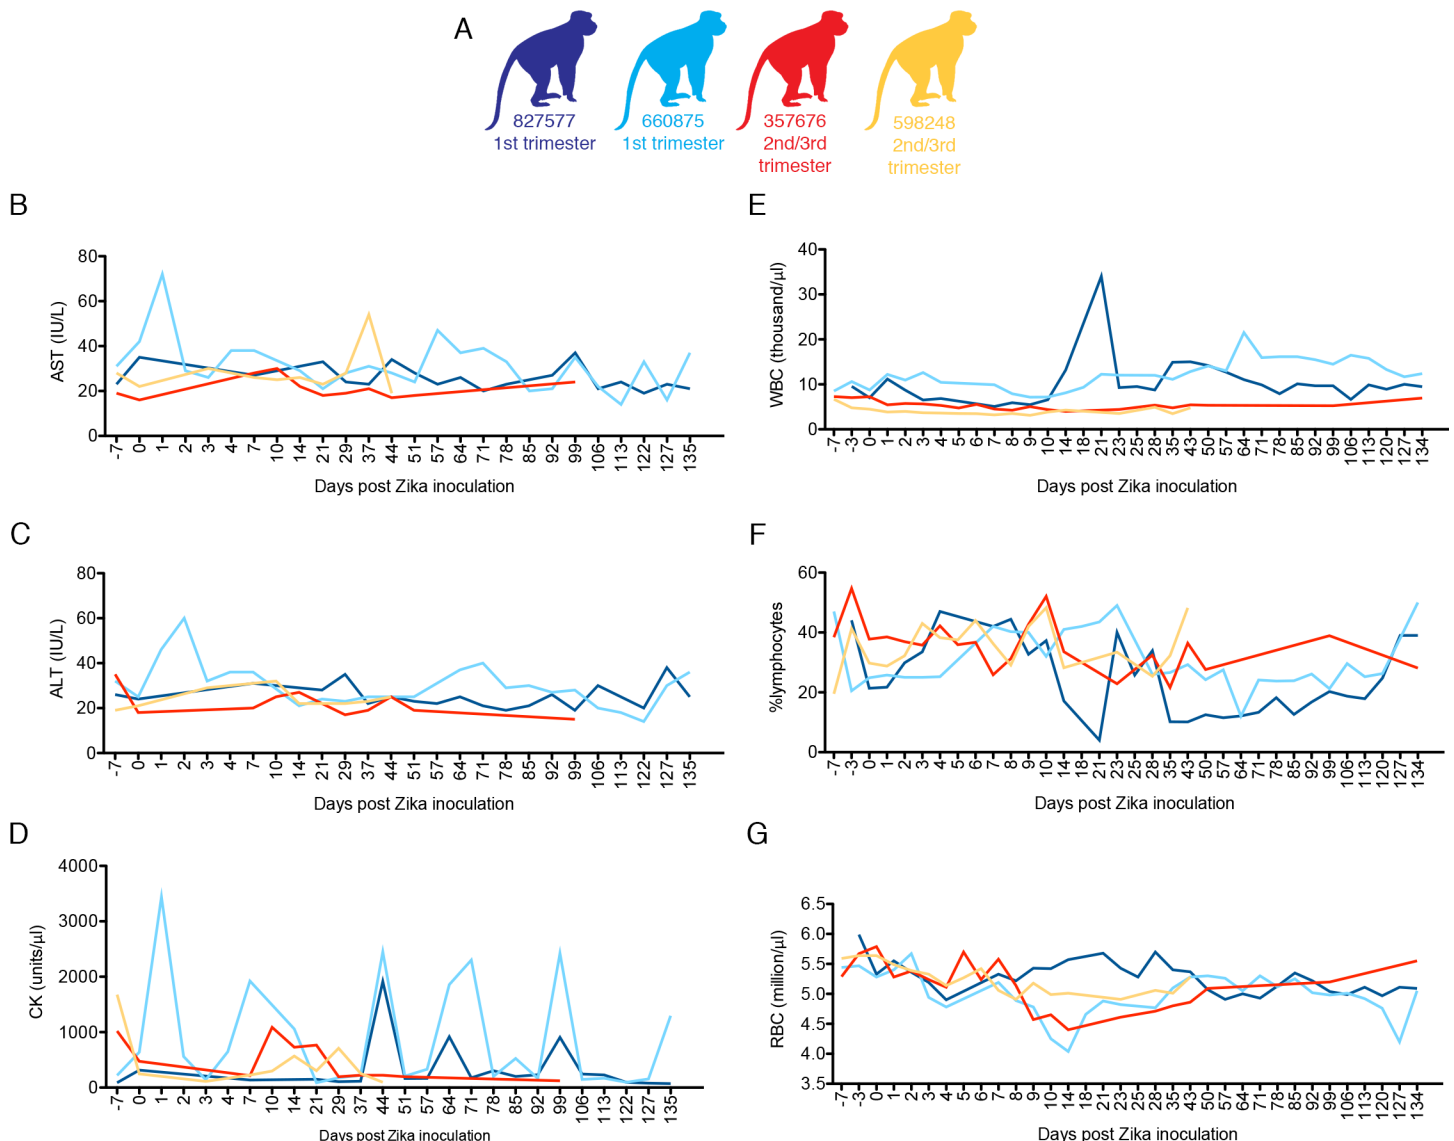 A
827577
1st trimester
660875
1st trimester
357676
2nd/3rd
trimester
598248
2nd/3rd
trimester
B
AST (IU/L)
80
60
40
20
0
-7 0 1 2 3 4 7 10 14 21 29 37 44 51 57 64 71 78 85 92 99 106 113 122 127 135
Days post Zika inoculation
C
ALT (IU/L)
80
60
40
20
0
-7 0 1 2 3 4 7 10 14 21 29 37 44 51 57 64 71 78 85 92 99 106 113 122 127 135
Days post Zika inoculation
D
CK (units/µl)
4000
3000
2000
1000
0
-7 0 1 2 3 4 7 10 14 21 29 37 44 51 57 64 71 78 85 92 99 106 113 122 127 135
Days post Zika inoculation
E
WBC (thousand/µl)
40
30
20
10
0
-7 -3 0 1 2 3 4 5 6 7 8 9 10 14 18 21 23 25 28 35 43 50 57 64 71 78 85 92 99 106 113 120 127 134
Days post Zika inoculation
F
%lymphocytes
60
40
20
0
-7 -3 0 1 2 3 4 5 6 7 8 9 10 14 18 21 23 25 28 35 43 50 57 64 71 78 85 92 99 106 113 120 127 134
Days post Zika inoculation
G
RBC (milion/µl)
6.5
6.0
5.5
5.0
4.5
4.0
3.5
-7 -3 0 1 2 3 4 5 6 7 8 9 10 14 18 21 23 25 28 35 43 50 57 64 71 78 85 92 99 106 113 120 127 134
Days post Zika inoculation